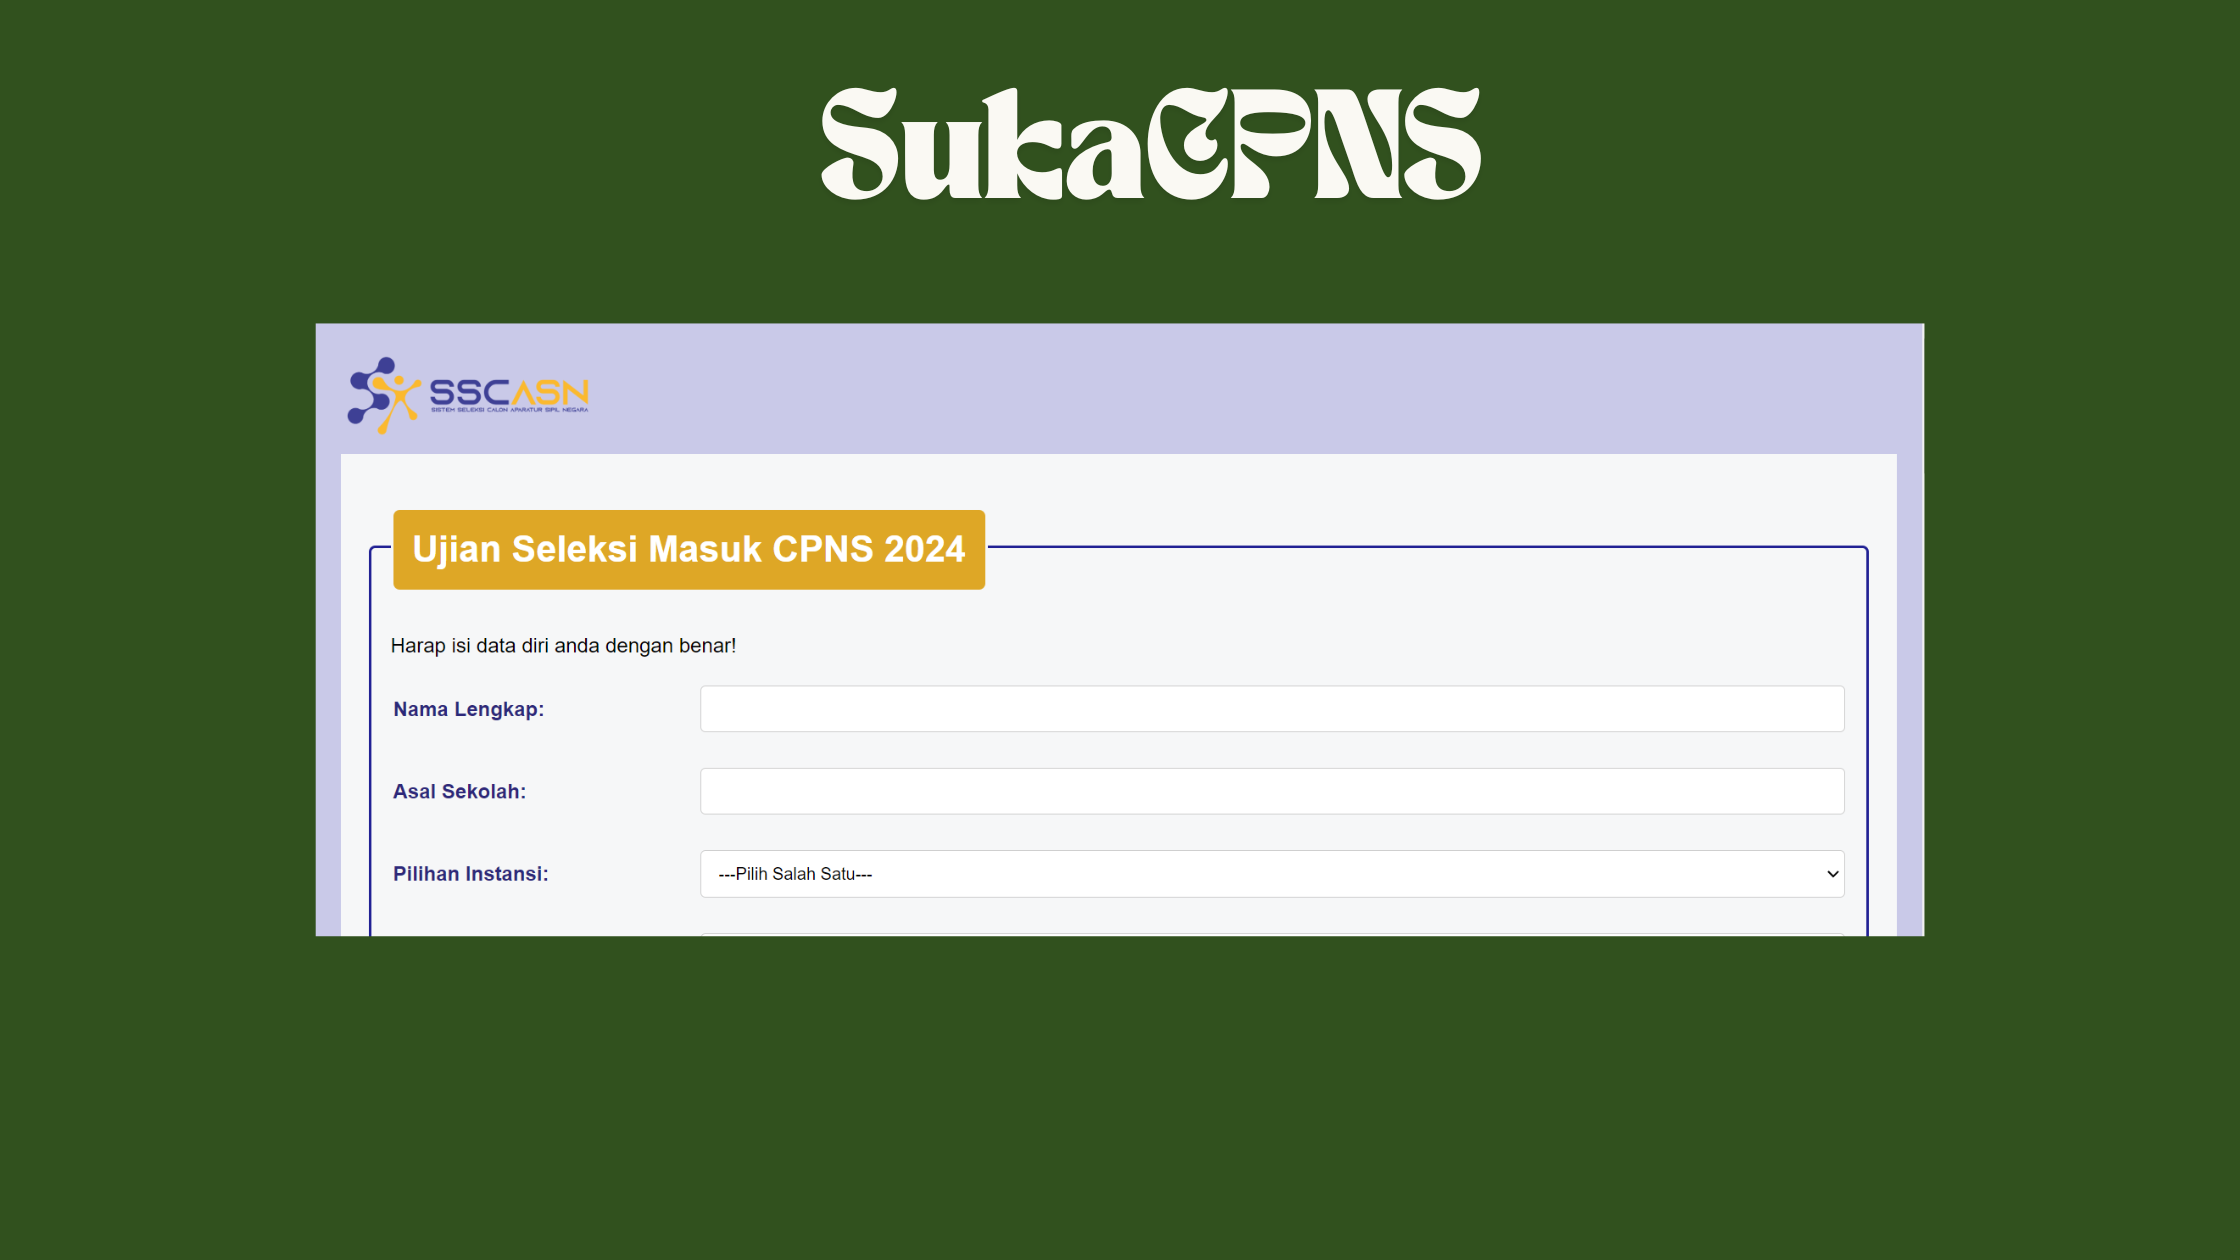 SukaCPNS
SSCASN
SISTEM SELEKSI CALON APARATUR SIPIL NEGARA
Ujian Seleksi Masuk CPNS 2024
Harap isi data diri anda dengan benar!
Nama Lengkap:
Asal Sekolah:
Pilihan Instansi:
---Pilih Salah Satu---